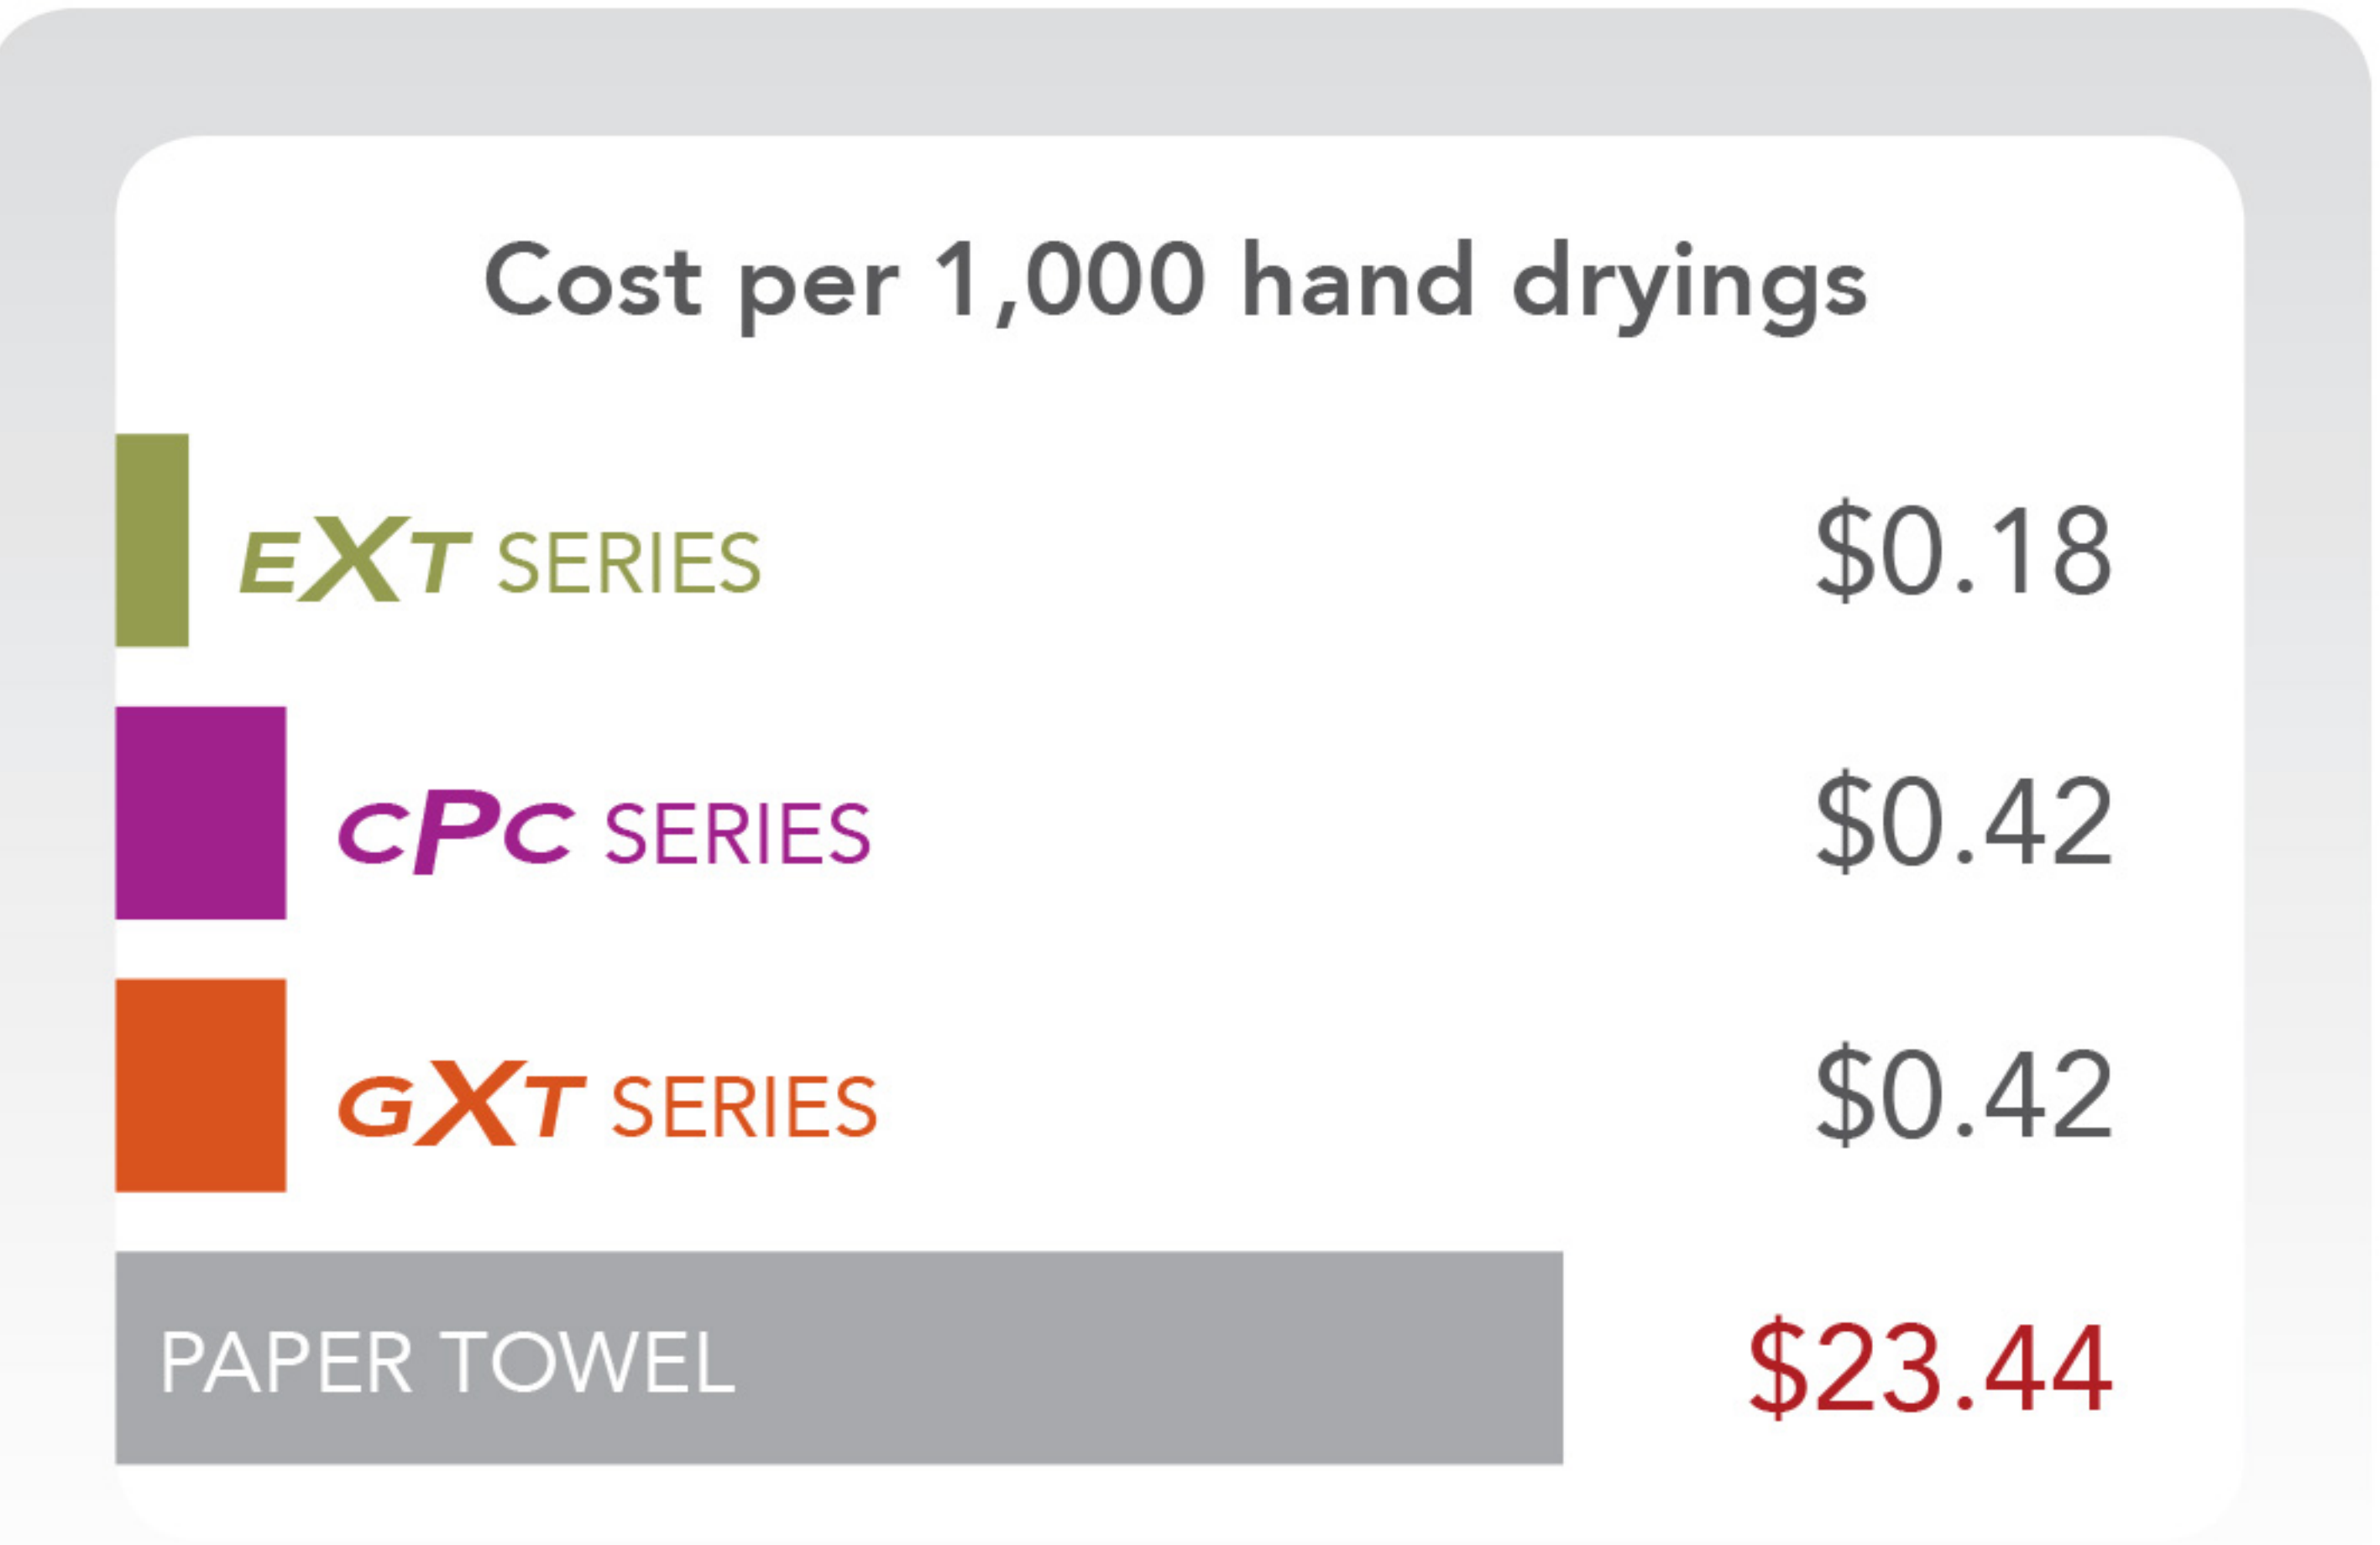 Cost per 1,000 hand dryings
EXT SERIES $0.18
CPC SERIES $0.42
GXT SERIES $0.42
PAPER TOWEL $23.44